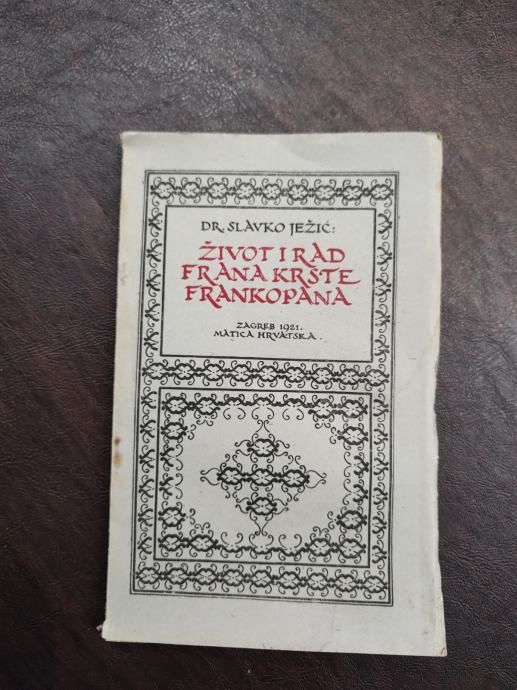 DR. SLAVKO JEŽIĆ:
ŽIVOT I RAD
FRANA KRSTE
FRANKOPANA
ZAGREB 1921.
MATICA HRVATSKA.